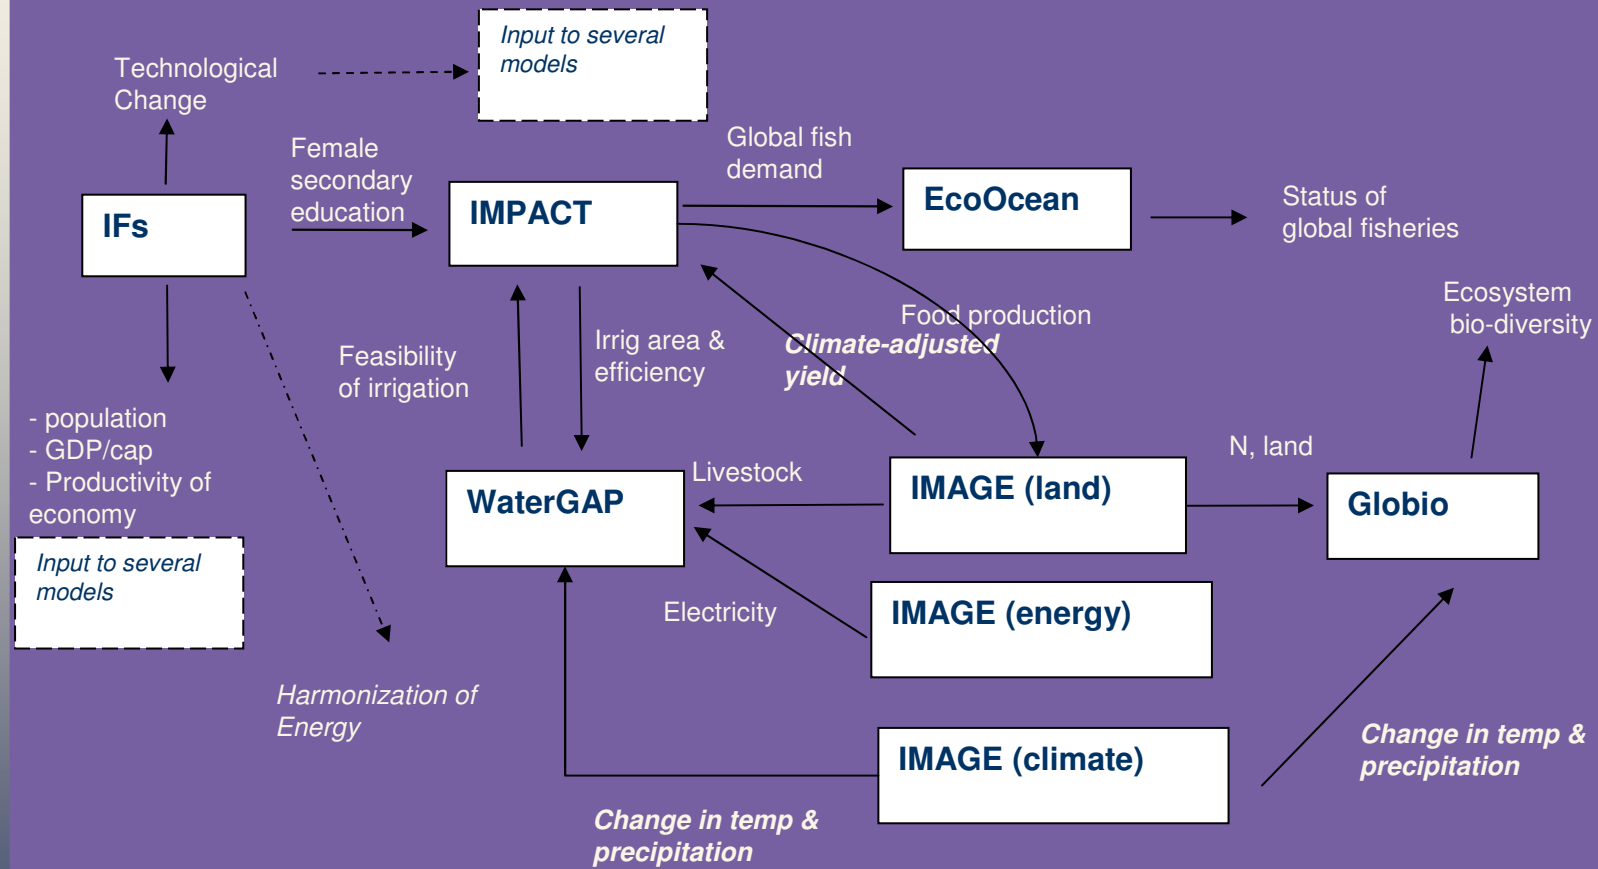 Input to several
models
Technological
Change
Female
secondary
education
Global fish
demand
IFs
IMPACT
EcoOcean
Status of
global fisheries
Ecosystem
bio-diversity
Food production
Climate-adjusted
yield
Irrig area &
efficiency
Feasibility
of irrigation
- population
- GDP/cap
- Productivity of
economy
Input to several
models
WaterGAP
Livestock
IMAGE (land)
N, land
Globio
Electricity
IMAGE (energy)
Harmonization of
Energy
IMAGE (climate)
Change in temp &
precipitation
Change in temp &
precipitation